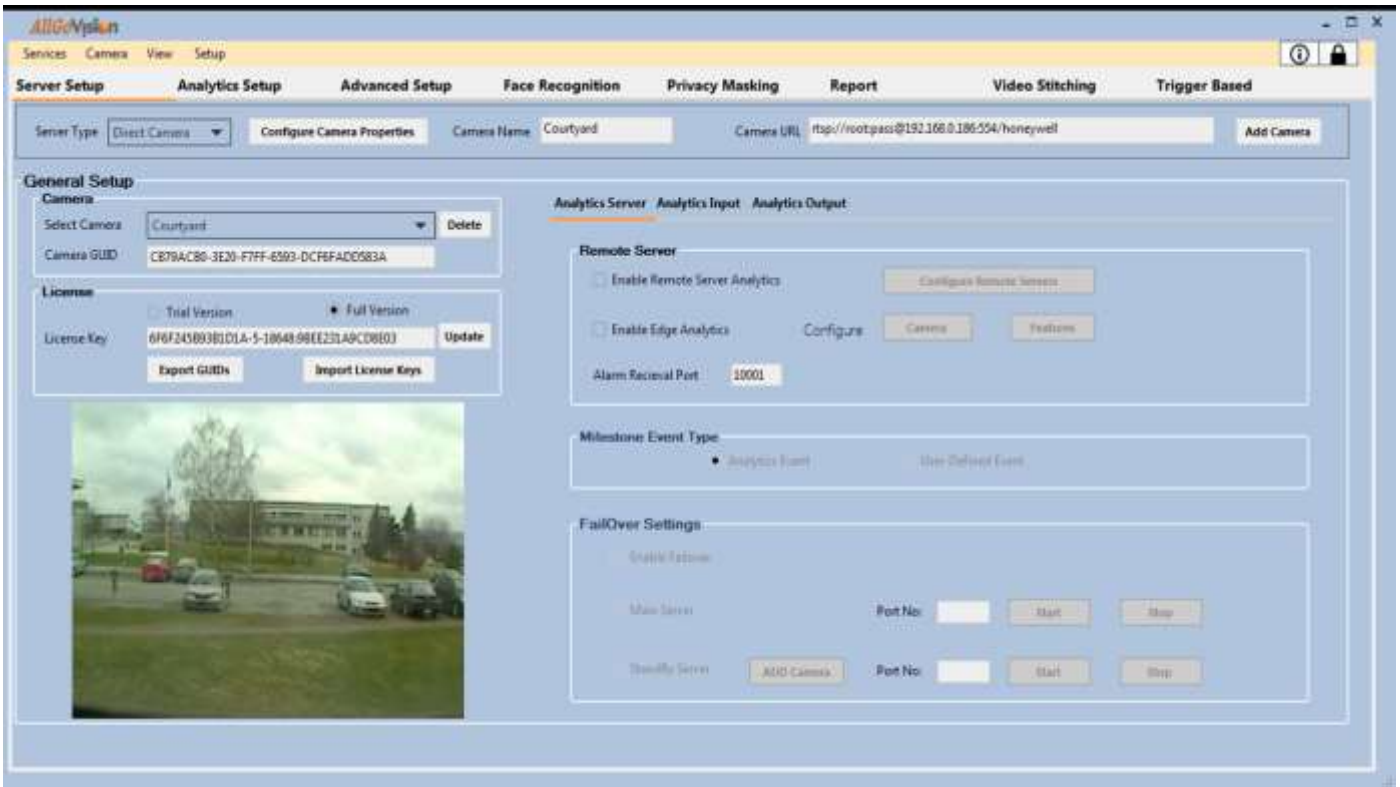 AllGoVision
Services Camera View Setup
Server Setup Analytics Setup Advanced Setup Face Recognition Privacy Masking Report Video Stitching Trigger Based
Server Type Direct Camera Configure Camera Properties Camera Name Courtyard Camera URL rtsp://root:pass@192.168.0.186:554/honeywell Add Camera
General Setup
Camera
Analytics Server Analytics Input Analytics Output
Select Camera Courtyard Delete
Remote Server
Camera GUID CB79ACB0-3E20-F7FF-6593-DCF6FADD583A
Enable Remote Server Analytics Configure Remote Servers
License
Trial Version Full Version
Enable Edge Analytics Configure Camera Features
License Key Update
Export GUIDs Import License Keys
Alarm Recieval Port 10001
Milestone Event Type
Analytics Event User Defined Event
FailOver Settings
Enable Failover
Main Server Port No: Start Stop
StandBy Server ADD Camera Port No: Start Stop